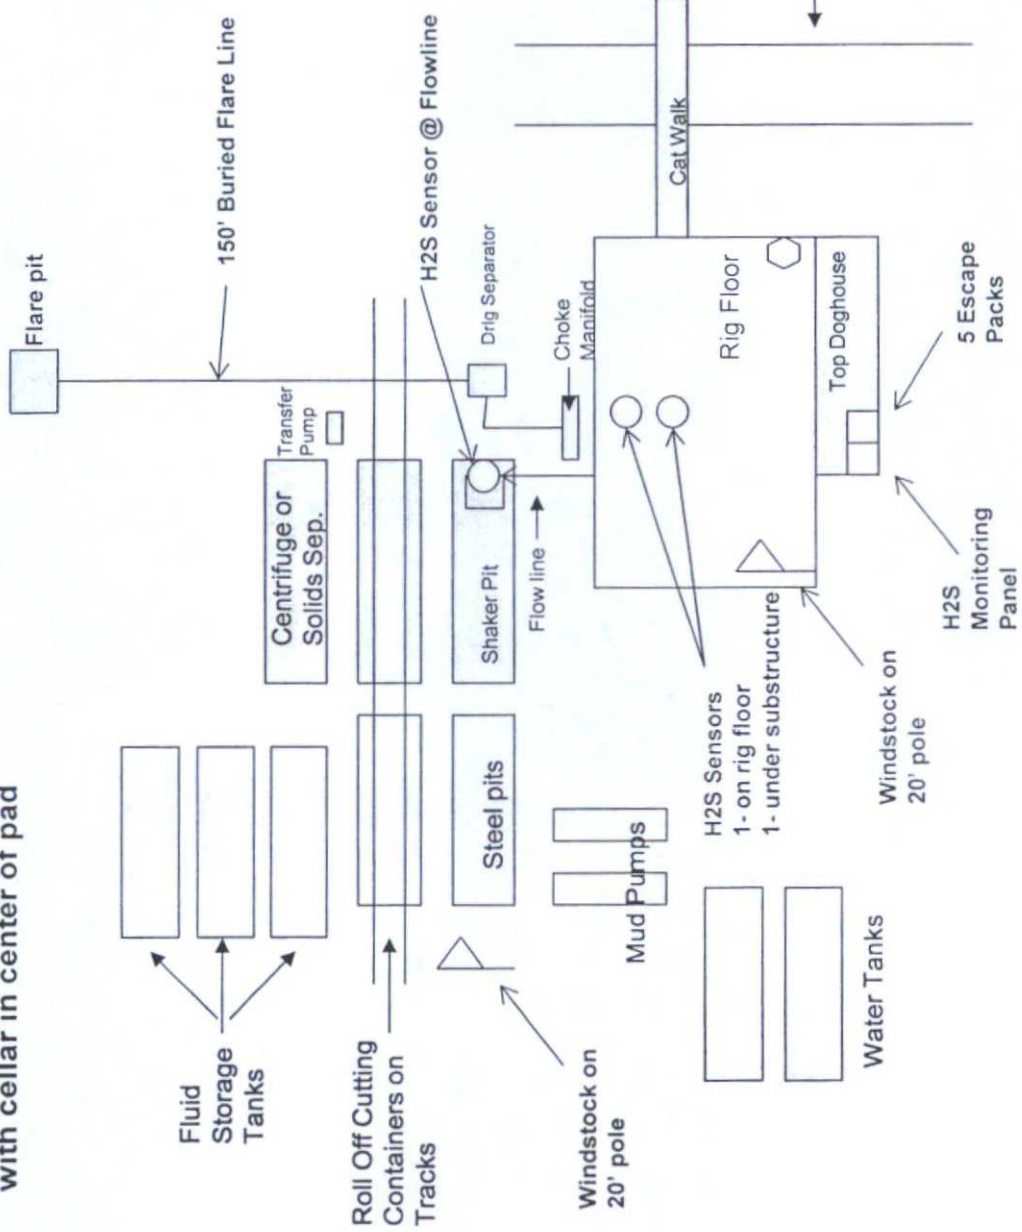 with cellar in center of pad
Flare pit
150' Buried Flare Line
H2S Sensor @ Flowline
Fluid
Storage
Tanks
Centrifuge or
Solids Sep.
Transfer
Pump
Drlg Separator
Roll Off Cutting
Containers on
Tracks
Steel pits
Shaker Pit
Flow line
Choke
Manifold
Cat Walk
Rig Floor
Top Doghouse
Windstock on
20' pole
Mud Pumps
H2S Sensors
1- on rig floor
1- under substructure
Water Tanks
Windstock on
20' pole
H2S
Monitoring
Panel
5 Escape
Packs